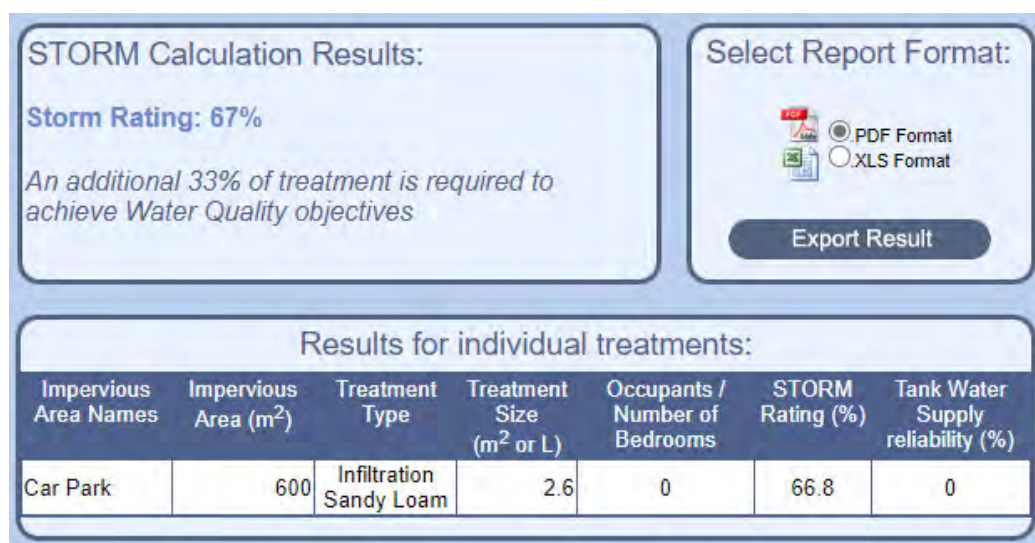 STORM Calculation Results:
Storm Rating: 67%
An additional 33% of treatment is required to
achieve Water Quality objectives
Select Report Format:
PDF
.PDF Format
.XLS Format
Export Result
Results for individual treatments:
Impervious Area Names | Impervious Area (m²) | Treatment Type | Treatment Size (m² or L) | Occupants / Number of Bedrooms | STORM Rating (%) | Tank Water Supply reliability (%)
Car Park | 600 | Infiltration Sandy Loam | 2.6 | 0 | 66.8 | 0